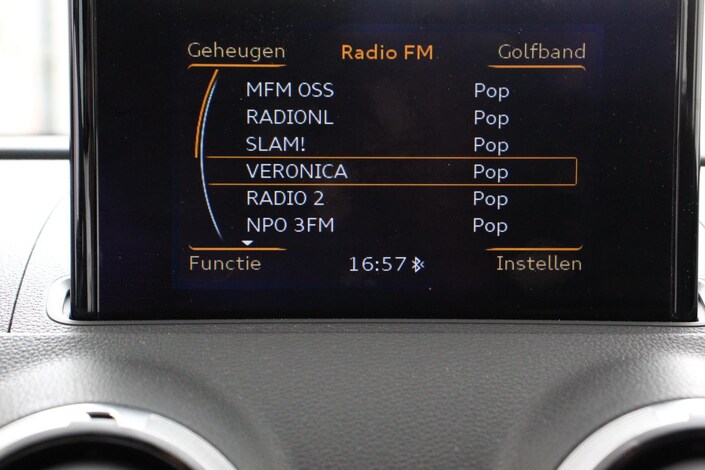 Geheugen Radio FM Golfband
MFM OSS Pop
RADIONL Pop
SLAM! Pop
VERONICA Pop
RADIO 2 Pop
NPO 3FM Pop
Functie 16:57 Instellen